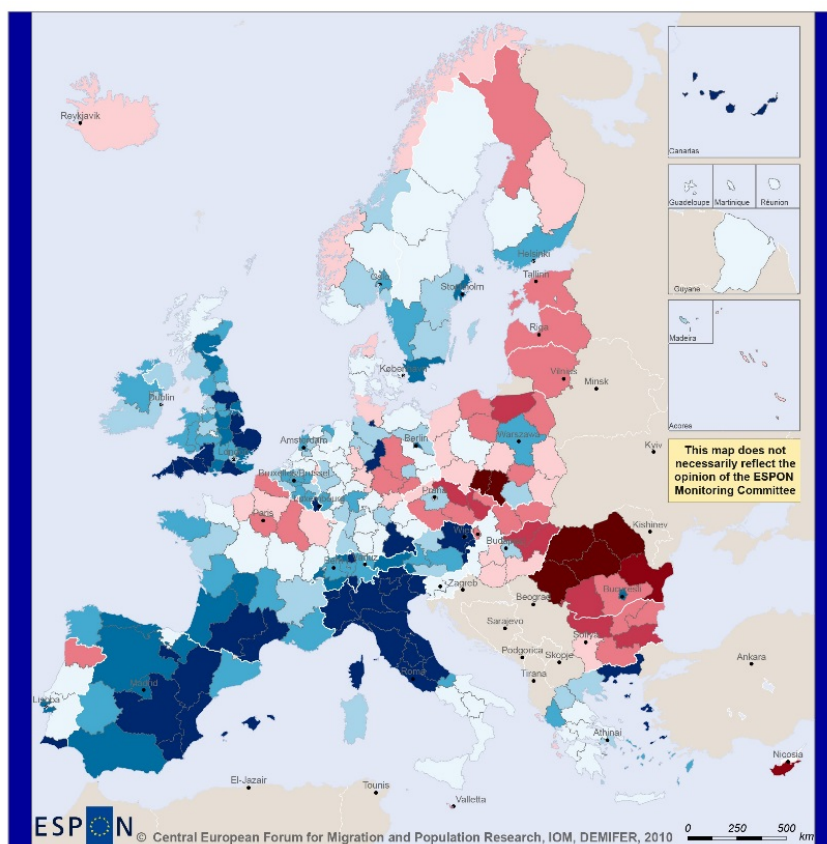 Reykjavik
Canarias
Guadeloupe
Martinique
Réunion
Guyane
Madeira
Acores
This map does not
necessarily reflect the
opinion of the ESPON
Monitoring Committee
Helsinki
Tallinn
Stockholm
Riga
Vilnius
Minsk
København
Dublin
Amsterdam
Berlin
Warszawa
Kyiv
London
Paris
Praha
Kishinev
Budapest
Zagreb
Beograd
Bucuresti
Sarajevo
Sofiya
Podgorica
Skopje
Tirana
Ankara
Roma
Madrid
Lisboa
Athinai
Nicosia
El-Jazair
Tounis
Valletta
ESPON
© Central European Forum for Migration and Population Research, IOM, DEMIFER, 2010
0 250 500
km